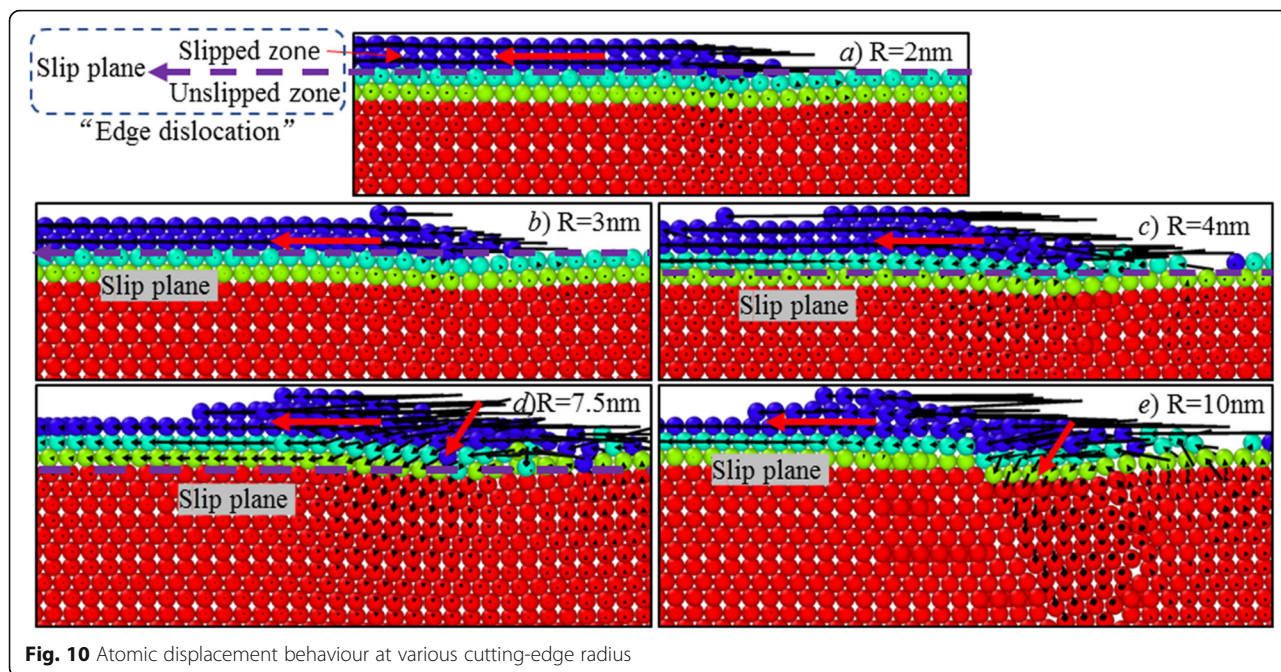 Slipped zone
Slip plane
Unslipped zone
“Edge dislocation”
a) R=2nm
b) R=3nm
Slip plane
c) R=4nm
Slip plane
d)R=7.5nm
Slip plane
e) R=10nm
Slip plane
Fig. 10 Atomic displacement behaviour at various cutting-edge radius